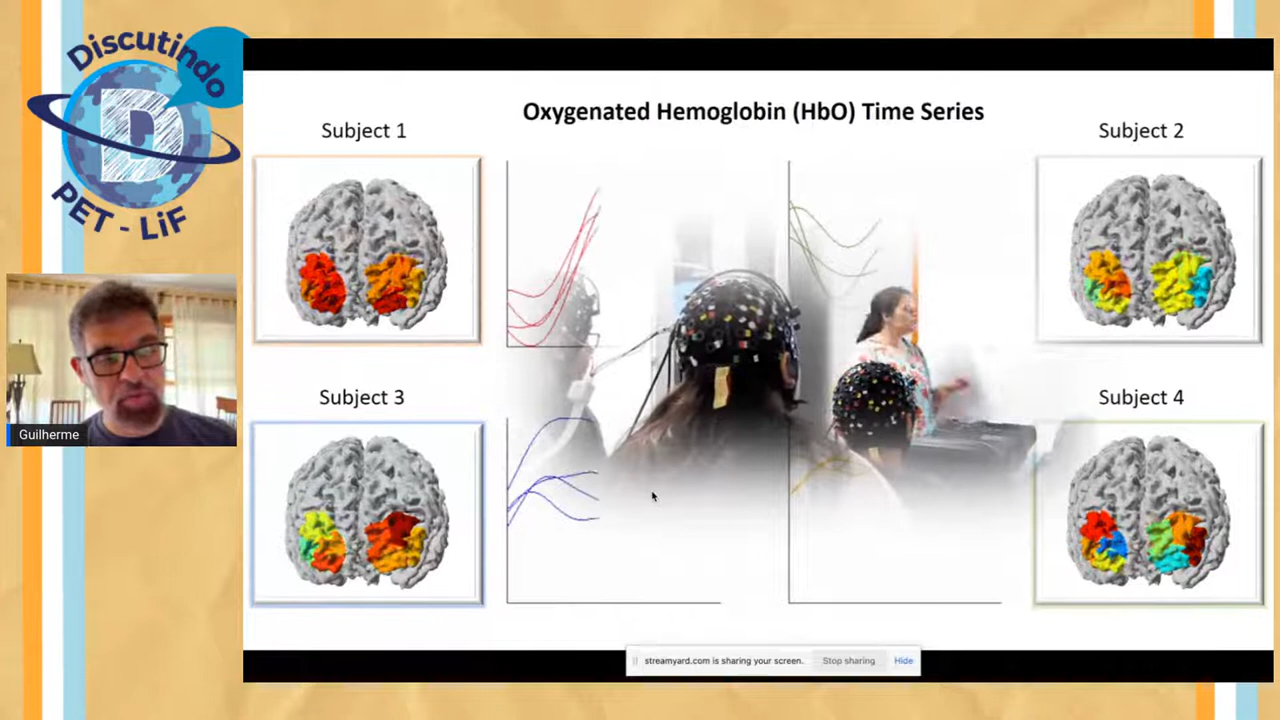 Discutindo
D
PET - LiF
Guilherme
Oxygenated Hemoglobin (HbO) Time Series
Subject 1
Subject 2
Subject 3
Subject 4
streamyard.com is sharing your screen.
Stop sharing
Hide